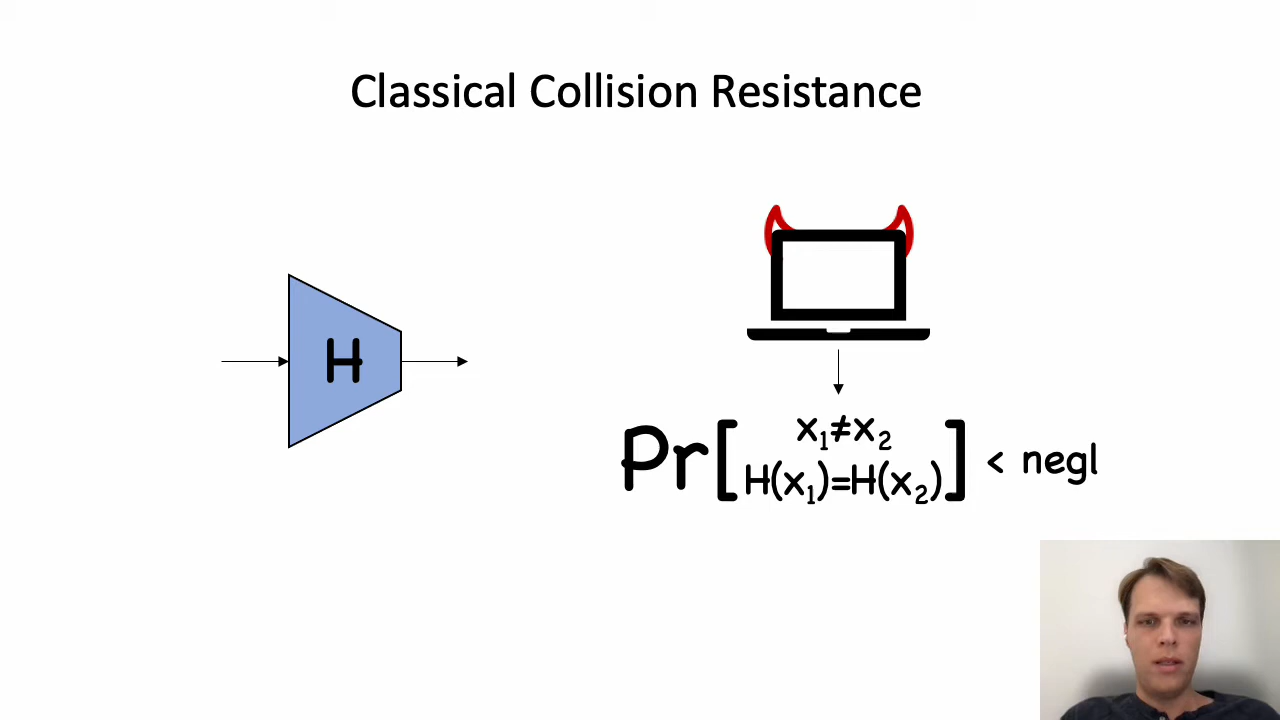 Classical Collision Resistance
H
Pr[x₁≠x₂
H(x₁)=H(x₂)] < negl